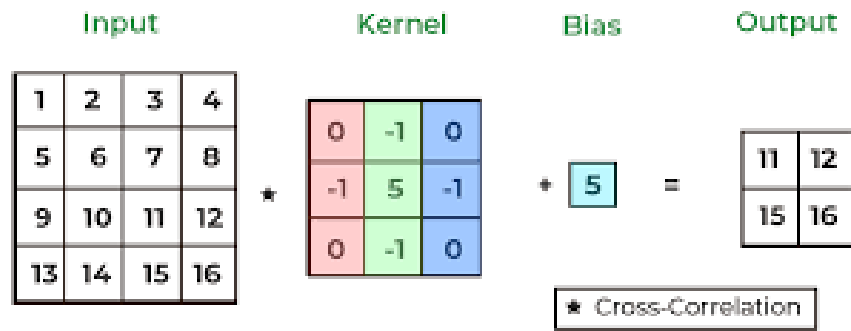 Input Kernel Bias Output
1 2 3 4
5 6 7 8
9 10 11 12
13 14 15 16
★
0 -1 0
-1 5 -1
0 -1 0
+ 5 =
11 12
15 16
★ Cross-Correlation